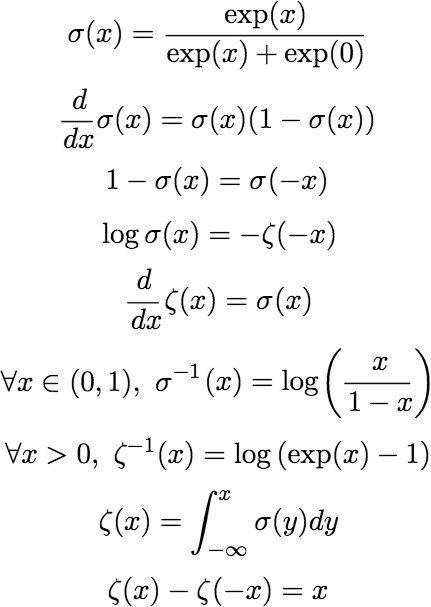 σ(x) = exp(x) / (exp(x) + exp(0))
d/dx σ(x) = σ(x)(1 − σ(x))
1 − σ(x) = σ(−x)
log σ(x) = −ζ(−x)
d/dx ζ(x) = σ(x)
∀x ∈ (0, 1), σ⁻¹(x) = log(x / (1 − x))
∀x > 0, ζ⁻¹(x) = log (exp(x) − 1)
ζ(x) = ∫_{−∞}^{x} σ(y)dy
ζ(x) − ζ(−x) = x